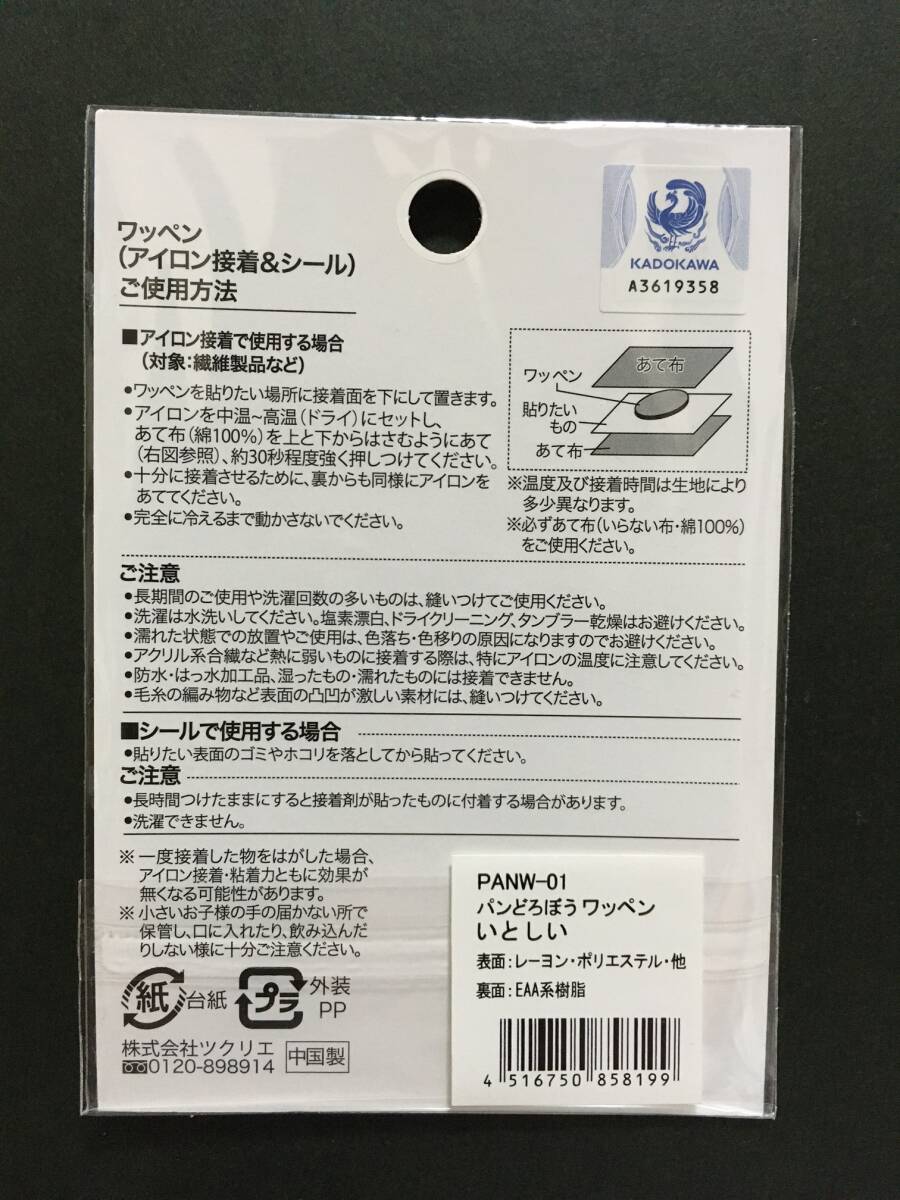 ワッペン
(アイロン接着&シール)
ご使用方法
KADOKAWA
A3619358
■アイロン接着で使用する場合
(対象:繊維製品など)
•ワッペンを貼りたい場所に接着面を下にして置きます。
•アイロンを中温~高温(ドライ)にセットし、
あて布(綿100%)を上と下からはさむようにあて
(右図参照)、約30秒程度強く押しつけてください。
•十分に接着させるために、裏からも同様にアイロンを
あててください。
•完全に冷えるまで動かさないでください。
あて布
ワッペン
貼りたい
もの
あて布
※温度及び接着時間は生地により
多少異なります。
※必ずあて布(いらない布・綿100%)
をご使用ください。
ご注意
•長期間のご使用や洗濯回数の多いものは、縫いつけてご使用ください。
•洗濯は水洗いしてください。塩素漂白、ドライクリーニング、タンブラー乾燥はお避けください。
•濡れた状態での放置やご使用は、色落ち・色移りの原因になりますのでお避けください。
•アクリル系合繊など熱に弱いものに接着する際は、特にアイロンの温度に注意してください。
•防水・はっ水加工品、湿ったもの・濡れたものには接着できません。
•毛糸の編み物など表面の凸凹が激しい素材には、縫いつけてください。
■シールで使用する場合
•貼りたい表面のゴミやホコリを落としてから貼ってください。
ご注意
•長時間つけたままにすると接着剤が貼ったものに付着する場合があります。
•洗濯できません。
※一度接着した物をはがした場合、
アイロン接着・粘着力ともに効果が
無くなる可能性があります。
※小さいお子様の手の届かない所で
保管し、口に入れたり、飲み込んだ
りしない様に十分ご注意ください。
紙 台紙
プラ 外装
PP
株式会社ツクリエ
0120-898914
中国製
PANW-01
パンどろぼう ワッペン
いとしい
表面:レーヨン・ポリエステル・他
裏面:EAA系樹脂
4 516750 858199